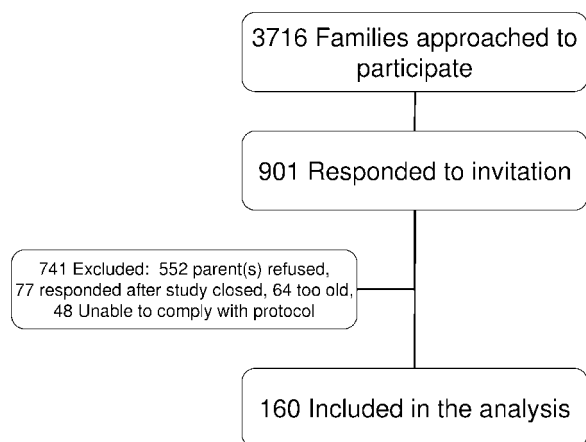 3716 Families approached to
participate
901 Responded to invitation
741 Excluded:  552 parent(s) refused,
77 responded after study closed, 64 too old,
48 Unable to comply with protocol
160 Included in the analysis